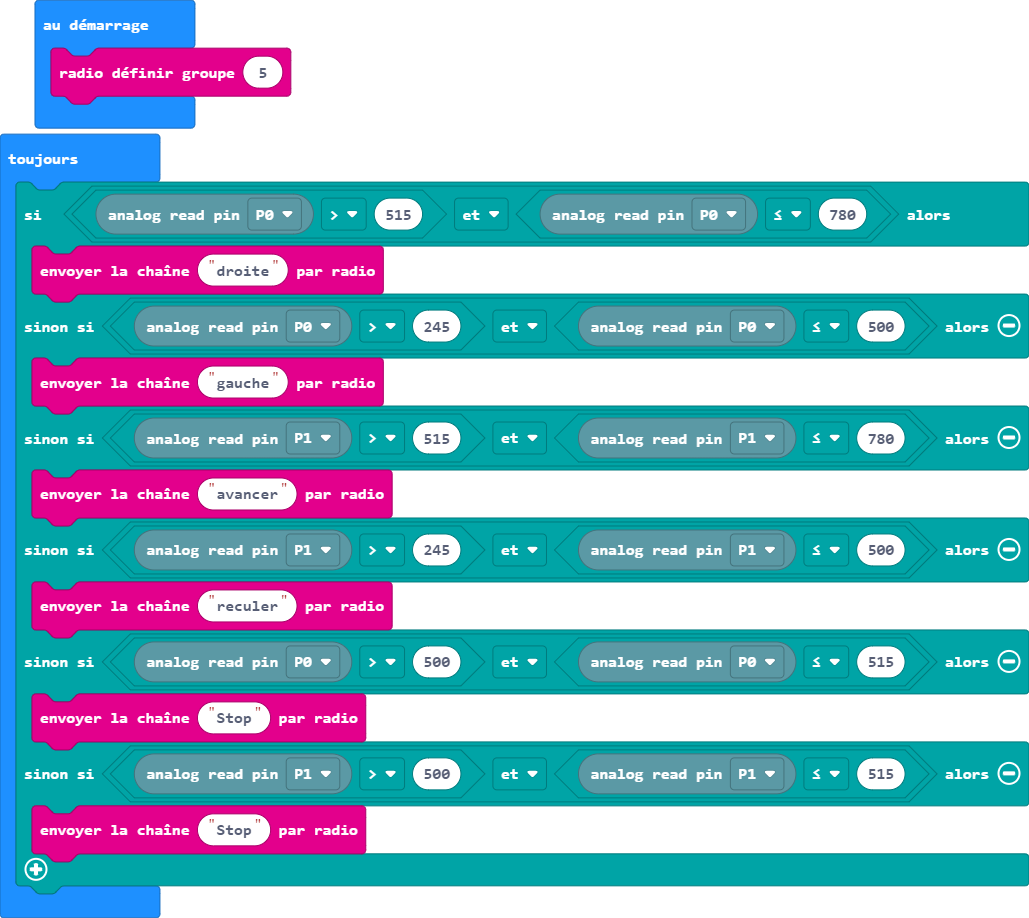 au démarrage
radio définir groupe 5
toujours
si analog read pin P0 > 515 et analog read pin P0 ≤ 780 alors
envoyer la chaîne "droite" par radio
sinon si analog read pin P0 > 245 et analog read pin P0 ≤ 500 alors
envoyer la chaîne "gauche" par radio
sinon si analog read pin P1 > 515 et analog read pin P1 ≤ 780 alors
envoyer la chaîne "avancer" par radio
sinon si analog read pin P1 > 245 et analog read pin P1 ≤ 500 alors
envoyer la chaîne "reculer" par radio
sinon si analog read pin P0 > 500 et analog read pin P0 ≤ 515 alors
envoyer la chaîne "Stop" par radio
sinon si analog read pin P1 > 500 et analog read pin P1 ≤ 515 alors
envoyer la chaîne "Stop" par radio